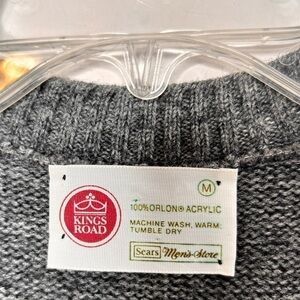 M
100% ORLON® ACRYLIC
MACHINE WASH, WARM;
TUMBLE DRY
KINGS
ROAD
Sears Men's Store